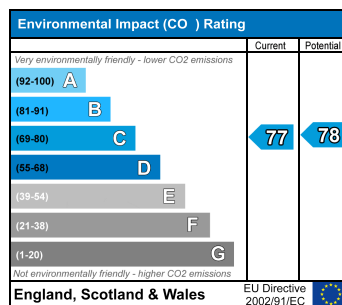 Environmental Impact (CO ) Rating
Current Potential
Very environmentally friendly - lower CO2 emissions
(92-100) A
(81-91) B
(69-80) C
77 78
(55-68) D
(39-54) E
(21-38) F
(1-20) G
Not environmentally friendly - higher CO2 emissions
England, Scotland & Wales
EU Directive
2002/91/EC